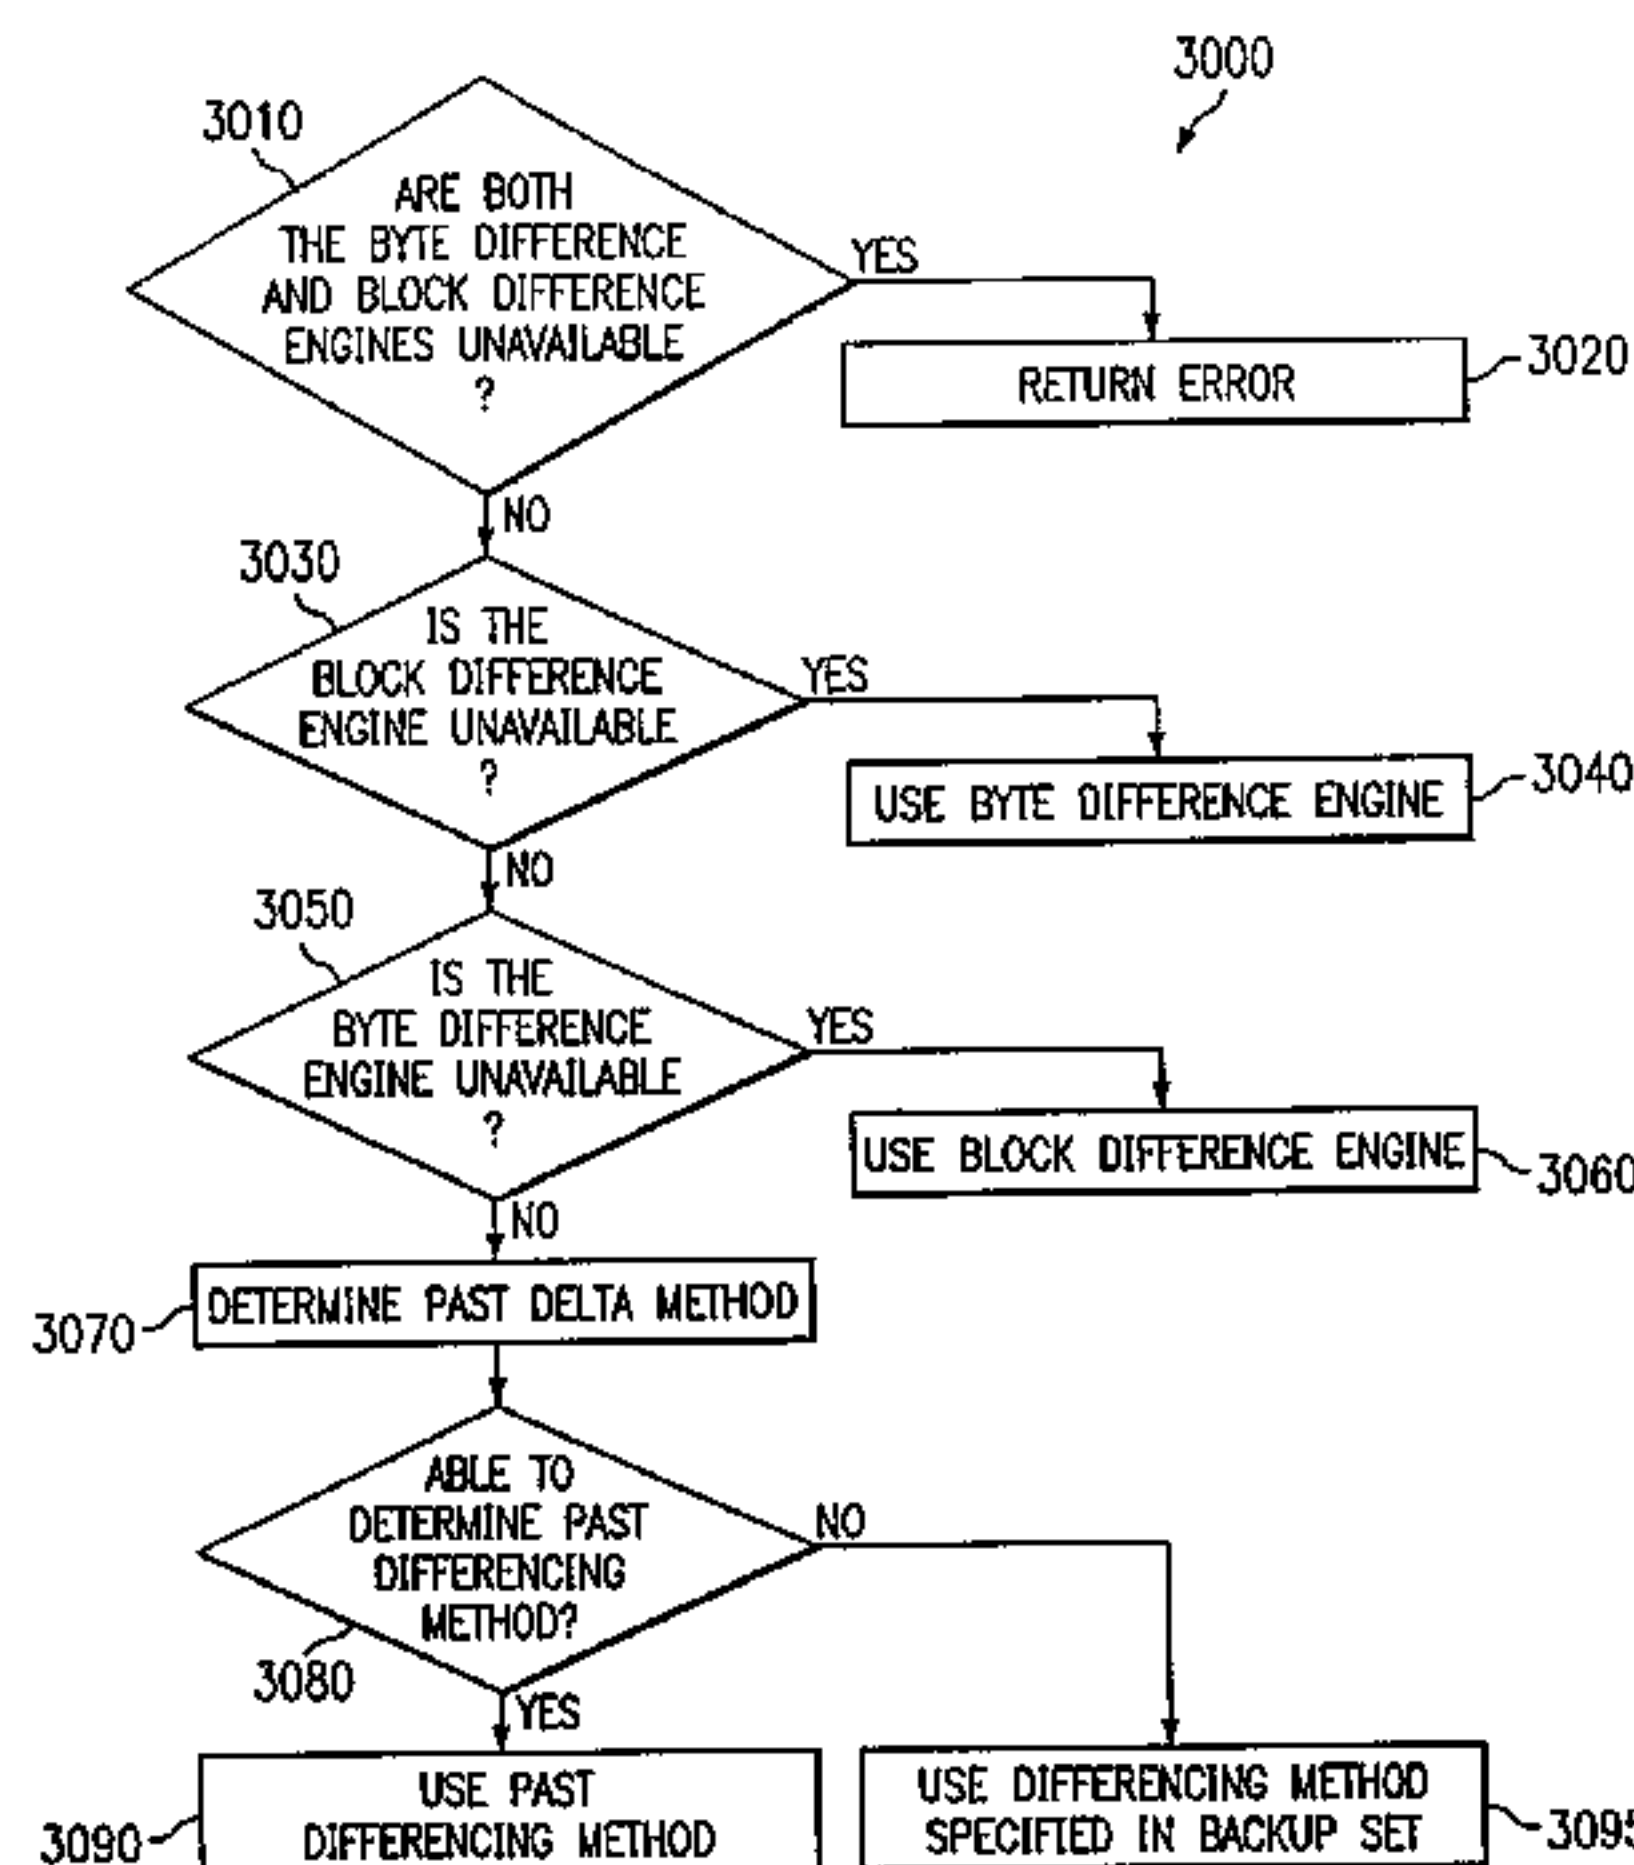 3000
3010
ARE BOTH
THE BYTE DIFFERENCE
AND BLOCK DIFFERENCE
ENGINES UNAVAILABLE
?
YES
RETURN ERROR
3020
NO
3030
IS THE
BLOCK DIFFERENCE
ENGINE UNAVAILABLE
?
YES
USE BYTE DIFFERENCE ENGINE
3040
NO
3050
IS THE
BYTE DIFFERENCE
ENGINE UNAVAILABLE
?
YES
USE BLOCK DIFFERENCE ENGINE
3060
NO
DETERMINE PAST DELTA METHOD
3070
ABLE TO
DETERMINE PAST
DIFFERENCING
METHOD?
NO
3080
YES
USE PAST
DIFFERENCING METHOD
3090
USE DIFFERENCING METHOD
SPECIFIED IN BACKUP SET
3095